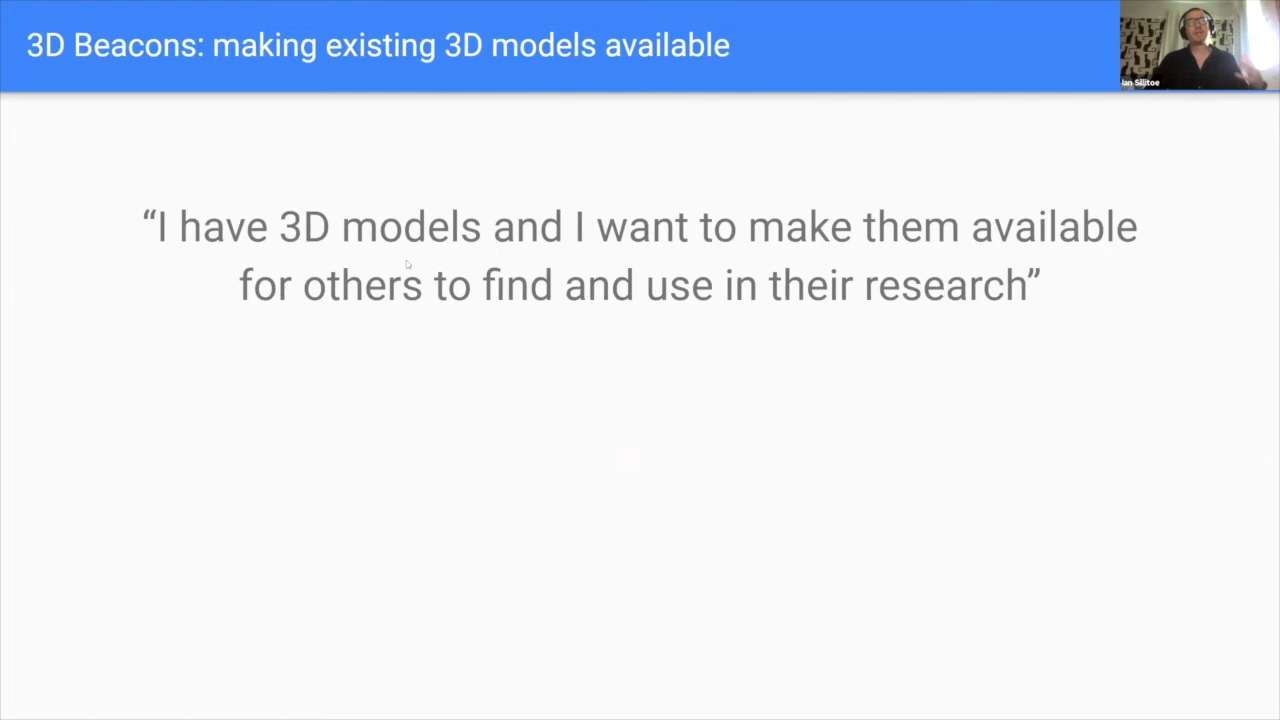 3D Beacons: making existing 3D models available
Ian Sillitoe
“I have 3D models and I want to make them available
for others to find and use in their research”